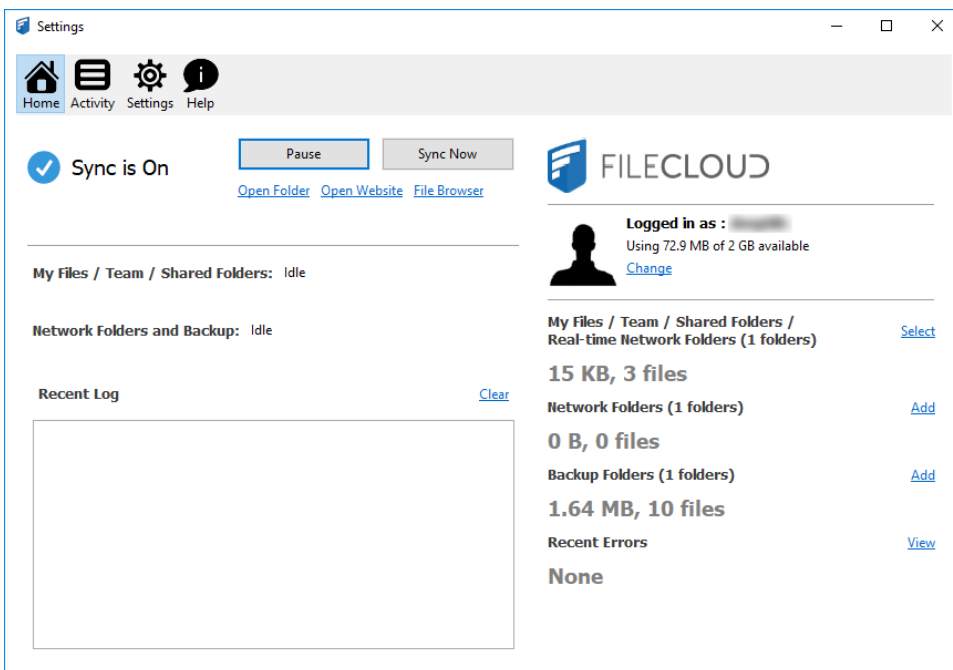 Settings
Home Activity Settings Help
Sync is On
Pause Sync Now
Open Folder Open Website File Browser
My Files / Team / Shared Folders: Idle
Network Folders and Backup: Idle
Recent Log Clear
FILECLOUD
Logged in as :
Using 72.9 MB of 2 GB available
Change
My Files / Team / Shared Folders /
Real-time Network Folders (1 folders) Select
15 KB, 3 files
Network Folders (1 folders) Add
0 B, 0 files
Backup Folders (1 folders) Add
1.64 MB, 10 files
Recent Errors View
None